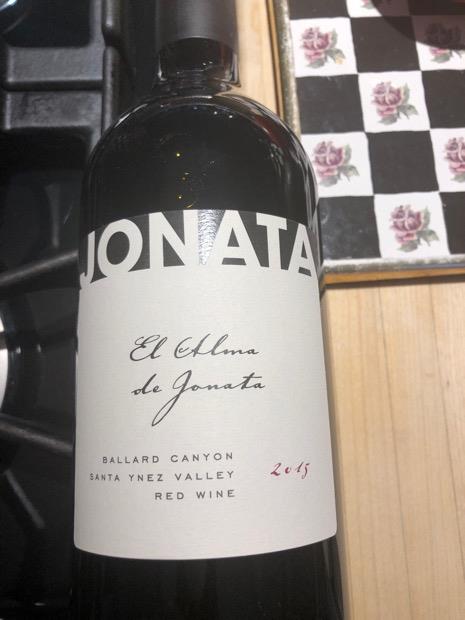 JONATA
El Alma
de Jonata
BALLARD CANYON
SANTA YNEZ VALLEY
RED WINE
2015